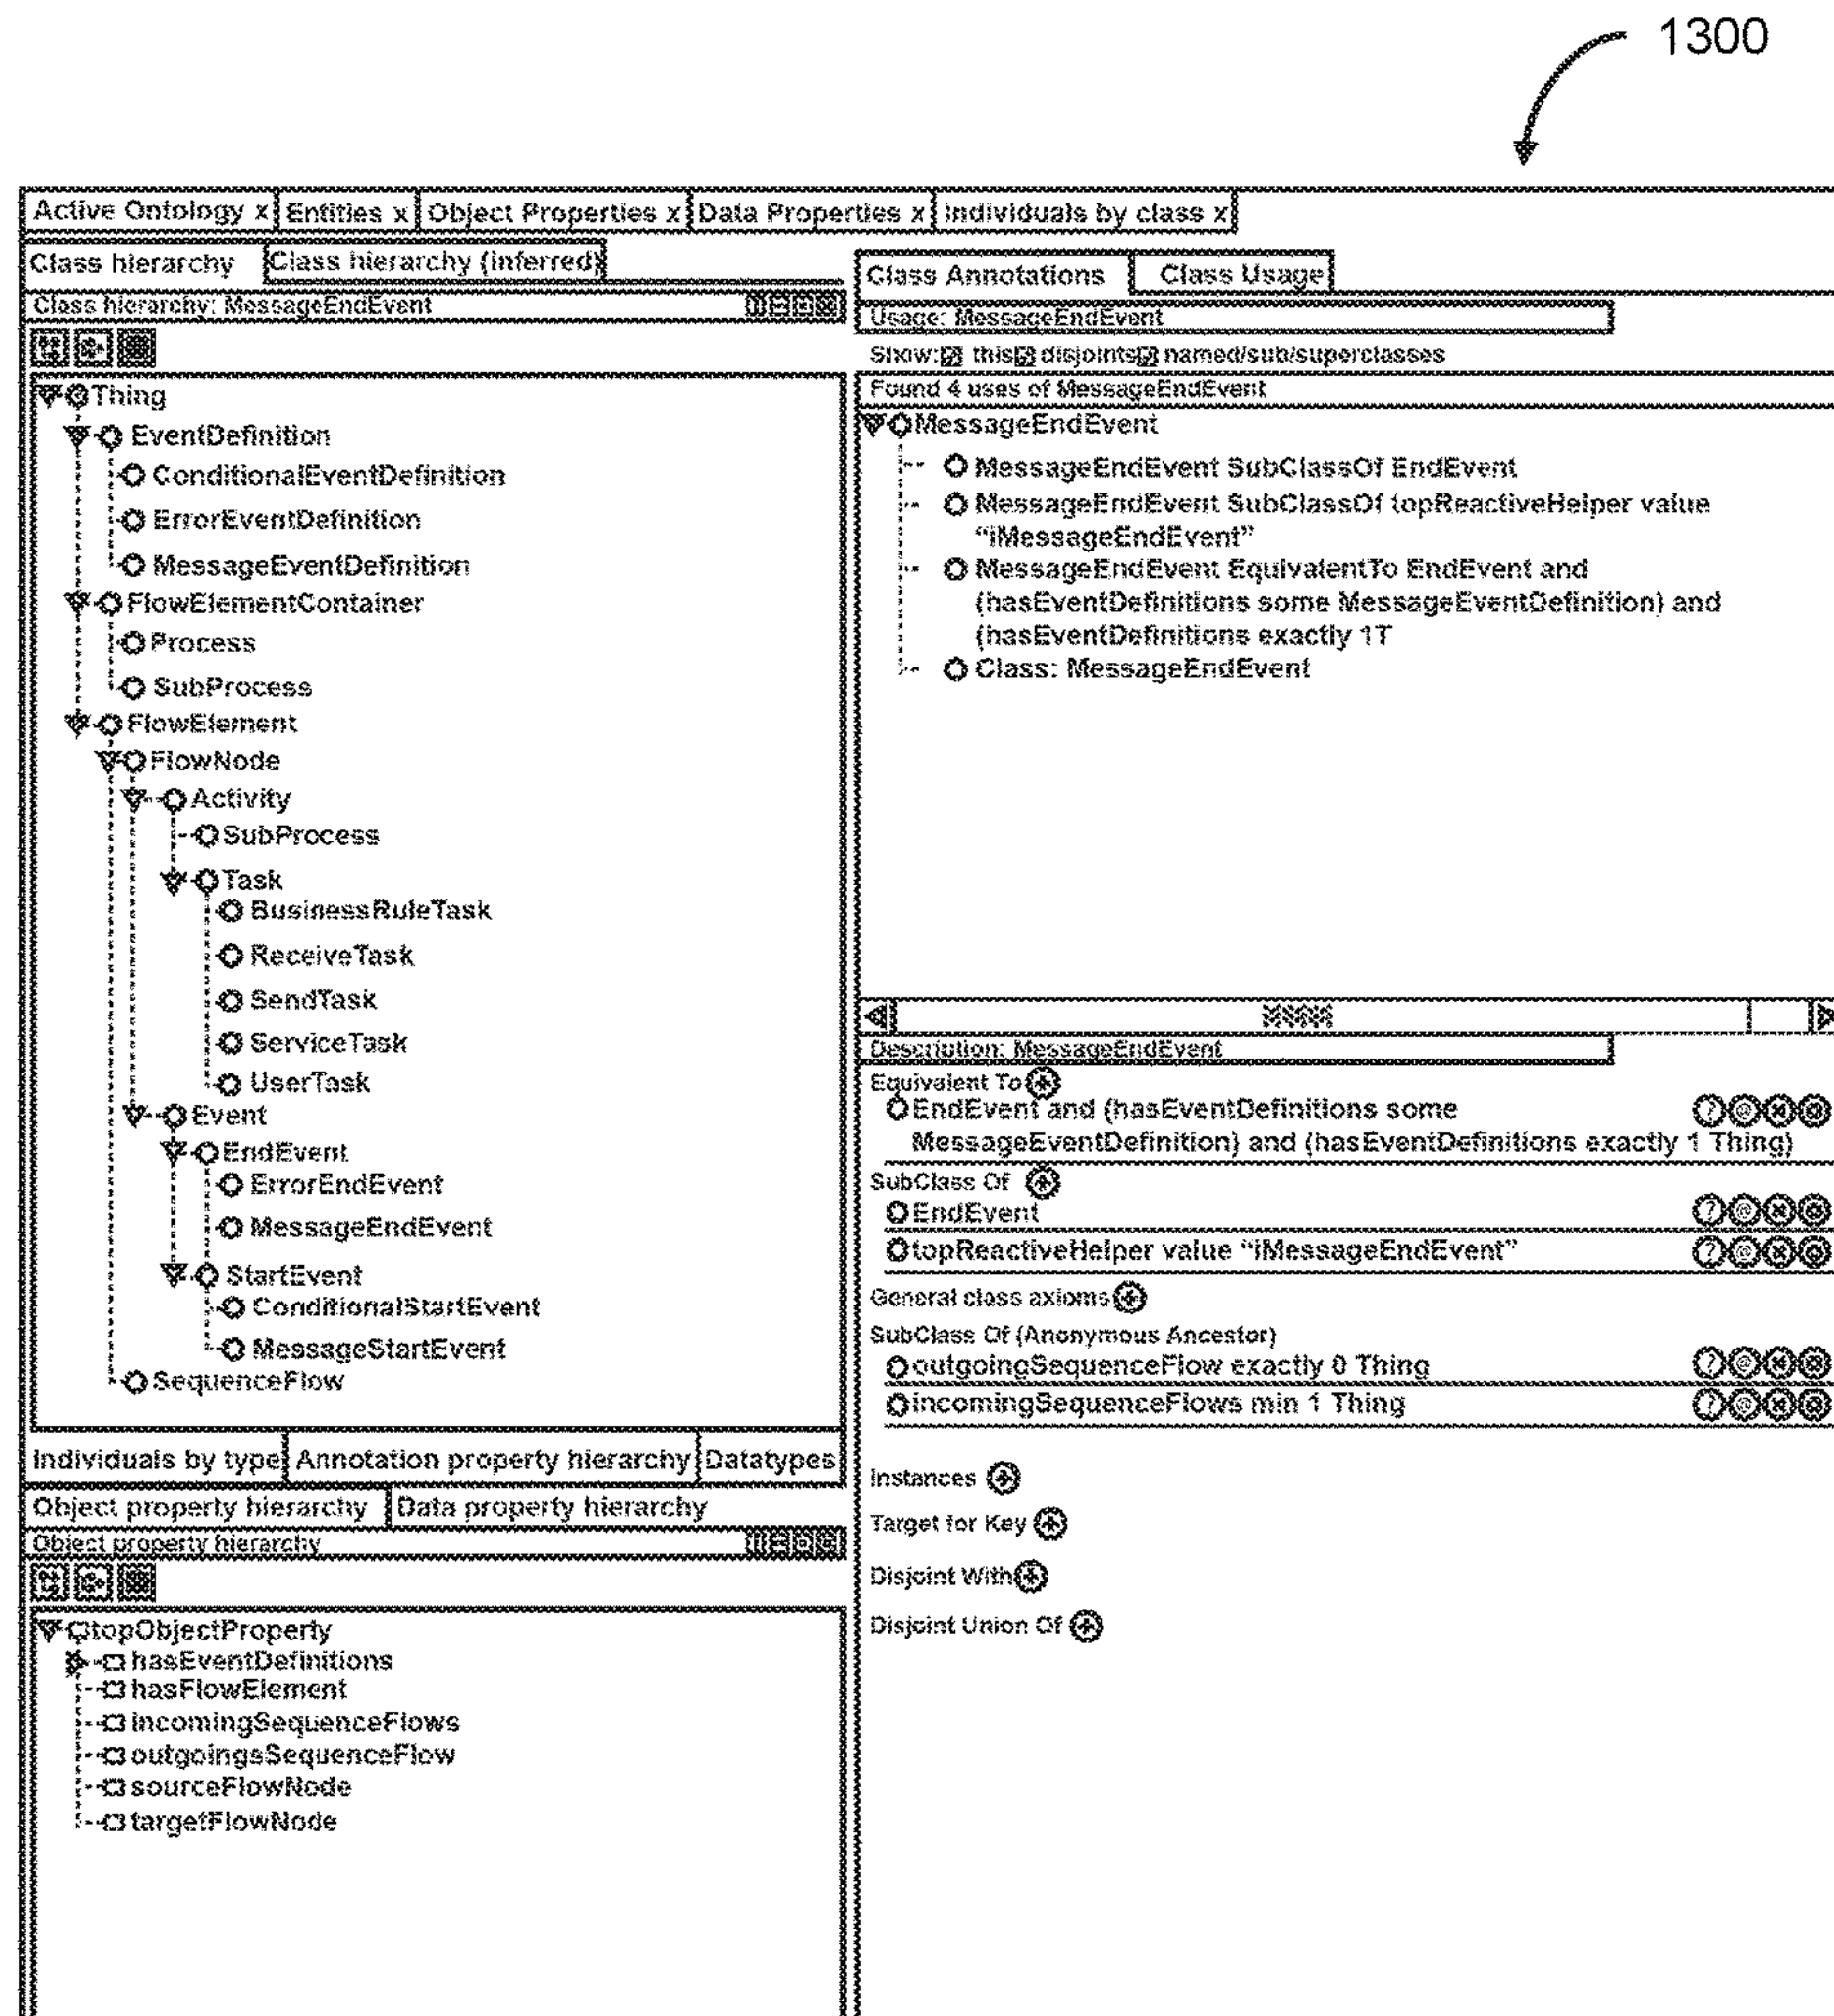 1300
Active Ontology x Entities x Object Properties x Data Properties x Individuals by class x
Class hierarchy Class hierarchy (inferred)
Class hierarchy: MessageEndEvent
Thing
EventDefinition
ConditionalEventDefinition
ErrorEventDefinition
MessageEventDefinition
FlowElementContainer
Process
SubProcess
FlowElement
FlowNode
Activity
SubProcess
Task
BusinessRuleTask
ReceiveTask
SendTask
ServiceTask
UserTask
Event
EndEvent
ErrorEndEvent
MessageEndEvent
StartEvent
ConditionalStartEvent
MessageStartEvent
SequenceFlow
Individuals by type Annotation property hierarchy Datatypes
Object property hierarchy Data property hierarchy
Object property hierarchy
topObjectProperty
hasEventDefinitions
hasFlowElement
incomingSequenceFlows
outgoingsSequenceFlow
sourceFlowNode
targetFlowNode
Class Annotations Class Usage
Usage: MessageEndEvent
Show: this disjoints named/sub/superclasses
Found 4 uses of MessageEndEvent
MessageEndEvent
MessageEndEvent SubClassOf EndEvent
MessageEndEvent SubClassOf topReactiveHelper value
"iMessageEndEvent"
MessageEndEvent EquivalentTo EndEvent and
(hasEventDefinitions some MessageEventDefinition) and
(hasEventDefinitions exactly 1T
Class: MessageEndEvent
Description: MessageEndEvent
Equivalent To +
EndEvent and (hasEventDefinitions some ? @ x o
MessageEventDefinition) and (hasEventDefinitions exactly 1 Thing)
SubClass Of +
EndEvent ? @ x o
topReactiveHelper value "iMessageEndEvent" ? @ x o
General class axioms +
SubClass Of (Anonymous Ancestor)
outgoingSequenceFlow exactly 0 Thing ? @ x o
incomingSequenceFlows min 1 Thing ? @ x o
Instances +
Target for Key +
Disjoint With +
Disjoint Union Of +